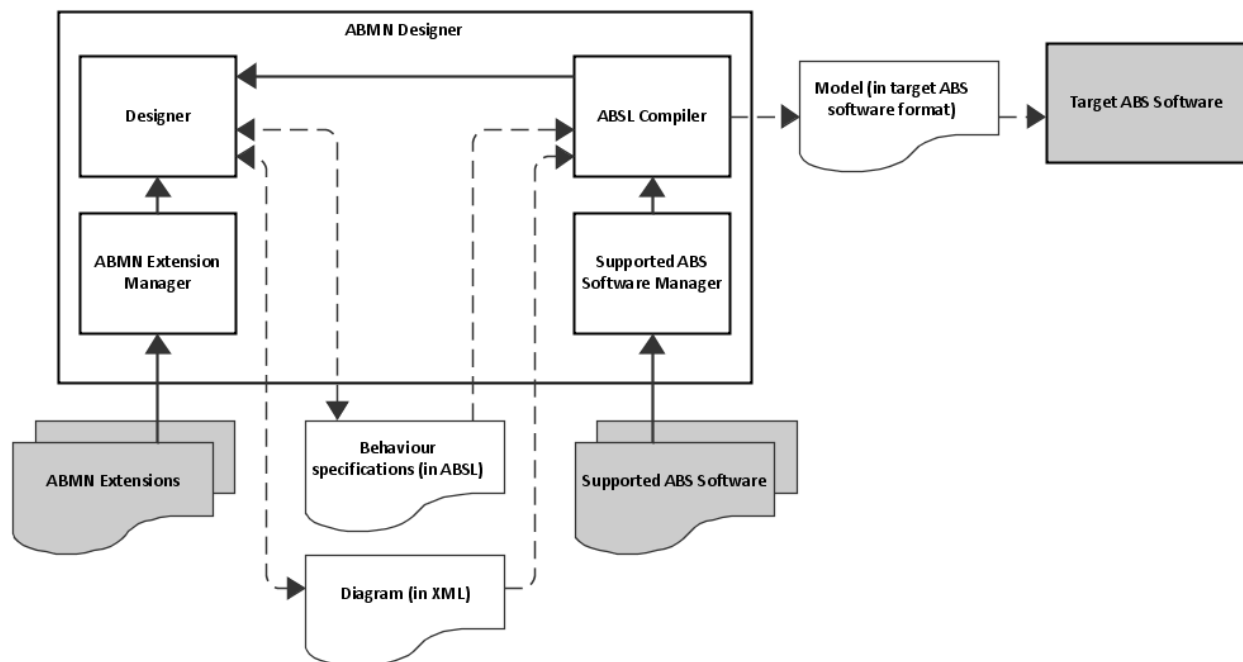 ABMN Designer
Designer
ABSL Compiler
Model (in target ABS
software format)
Target ABS Software
ABMN Extension
Manager
Supported ABS
Software Manager
ABMN Extensions
Behaviour
specifications (in ABSL)
Supported ABS Software
Diagram (in XML)